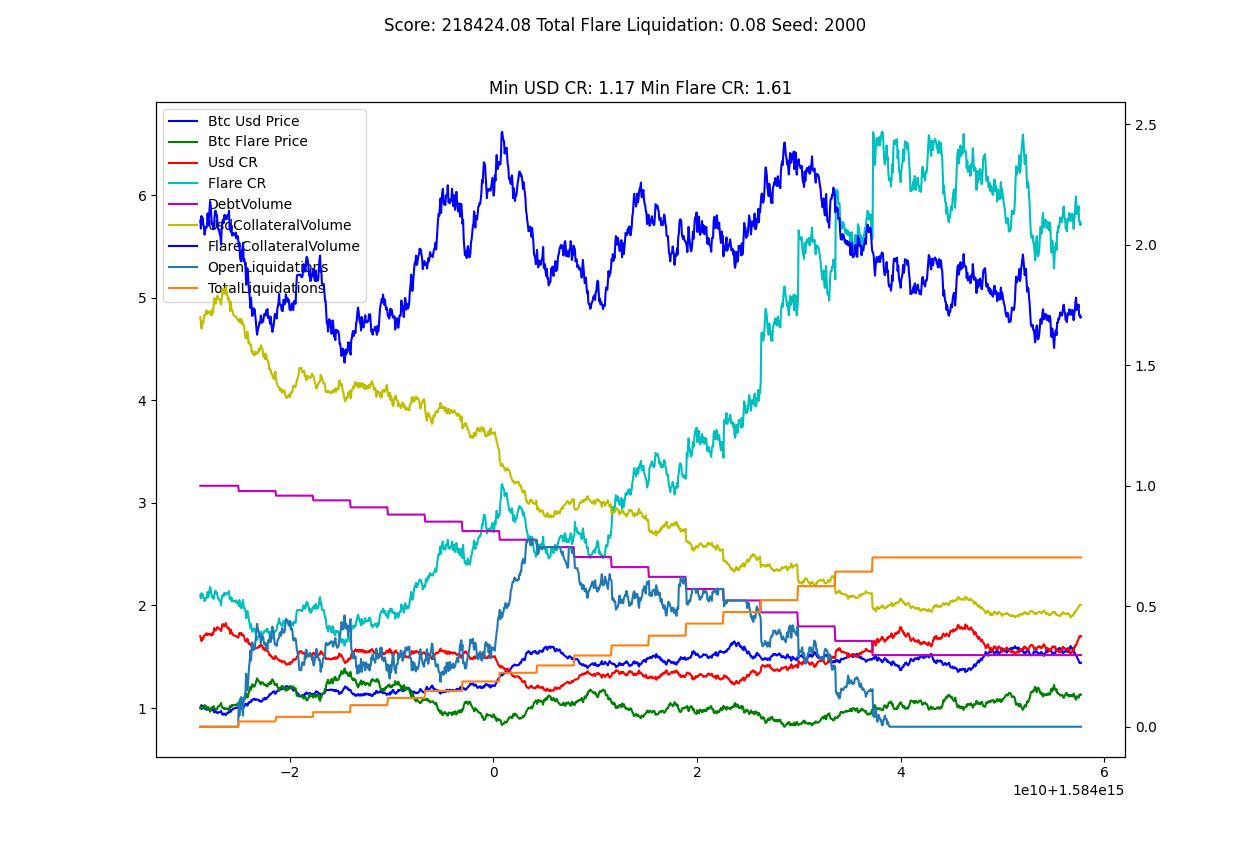 Score: 218424.08 Total Flare Liquidation: 0.08 Seed: 2000
Min USD CR: 1.17 Min Flare CR: 1.61
Btc Usd Price
Btc Flare Price
Usd CR
Flare CR
DebtVolume
UsdCollateralVolume
FlareCollateralVolume
OpenLiquidations
TotalLiquidations
6
5
4
3
2
1
2.5
2.0
1.5
1.0
0.5
0.0
−2
0
2
4
6
1e10+1.584e15